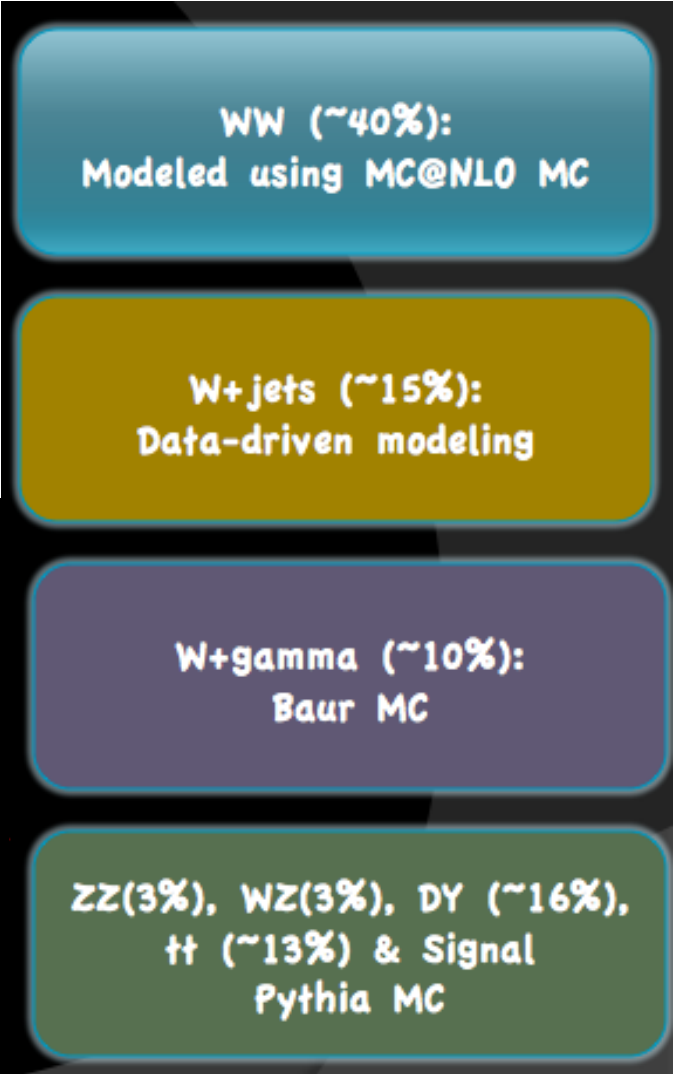 WW (~40%):
Modeled using MC@NLO MC
W+jets (~15%):
Data-driven modeling
W+gamma (~10%):
Baur MC
ZZ(3%), WZ(3%), DY (~16%),
tt (~13%) & Signal
Pythia MC